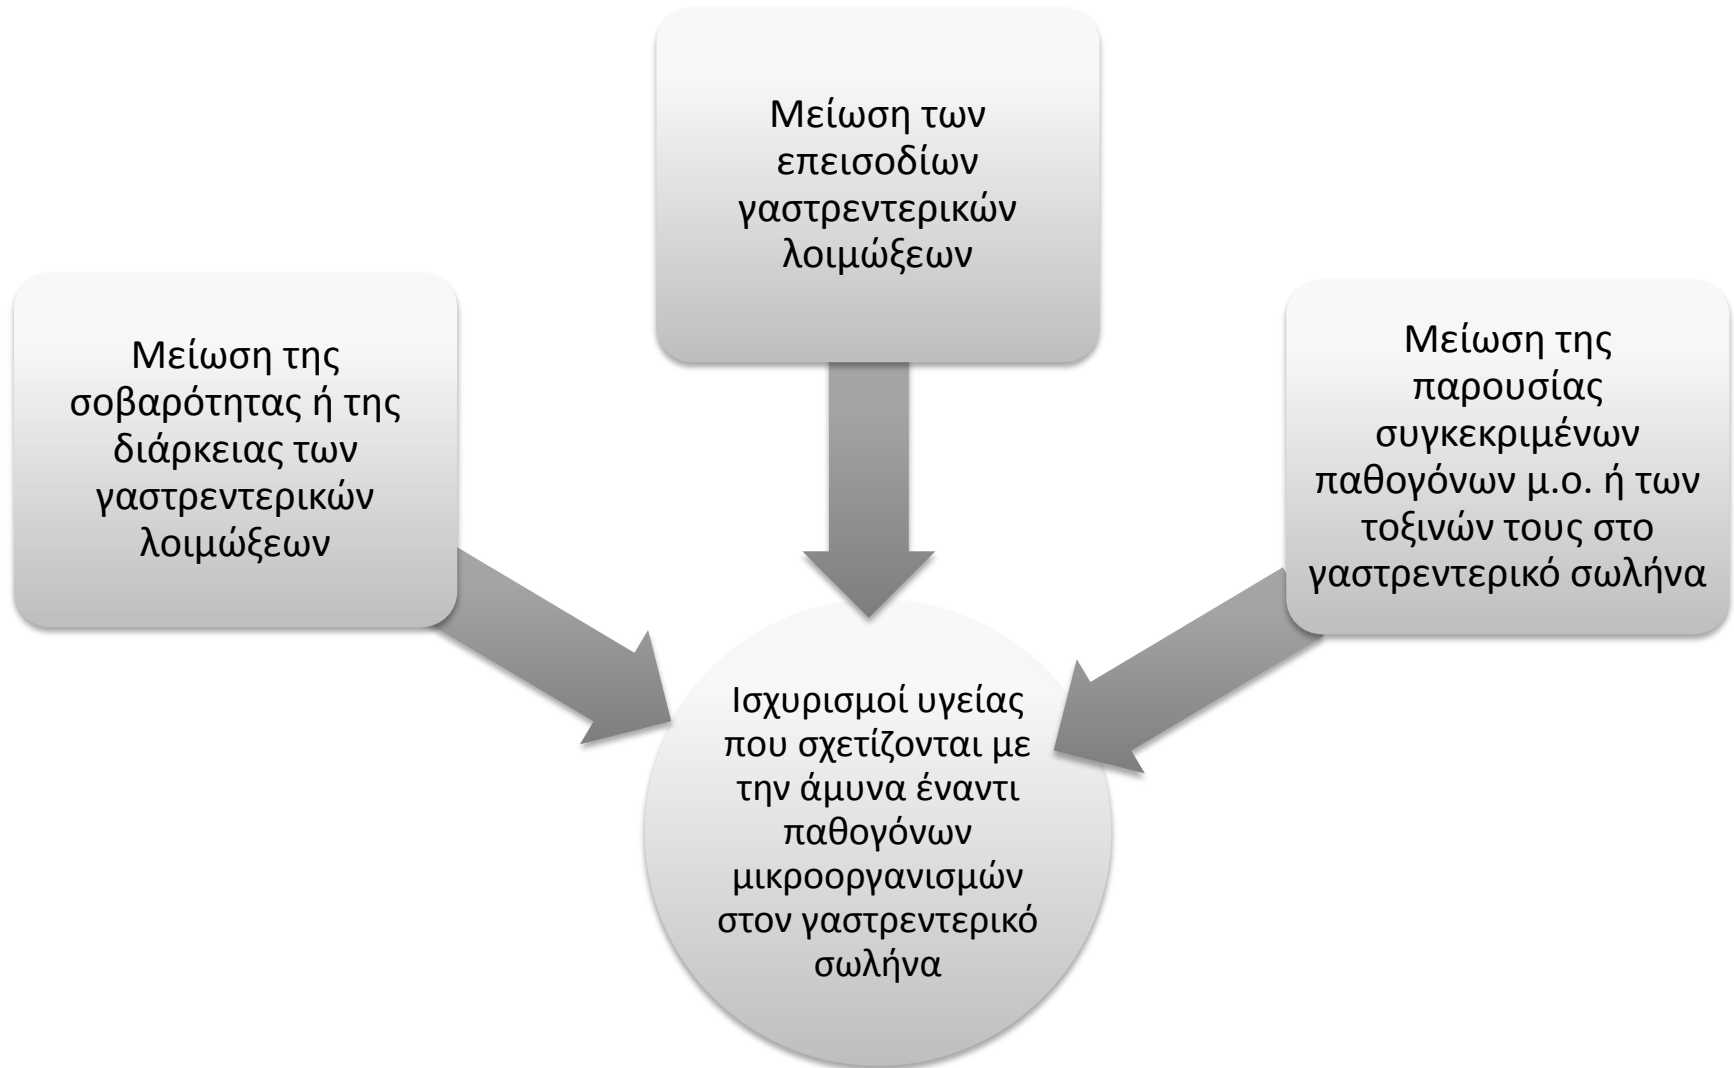 Μείωση των
επεισοδίων
γαστρεντερικών
λοιμώξεων
Μείωση της
σοβαρότητας ή της
διάρκειας των
γαστρεντερικών
λοιμώξεων
Μείωση της
παρουσίας
συγκεκριμένων
παθογόνων μ.ο. ή των
τοξινών τους στο
γαστρεντερικό σωλήνα
Ισχυρισμοί υγείας
που σχετίζονται με
την άμυνα έναντι
παθογόνων
μικροοργανισμών
στον γαστρεντερικό
σωλήνα